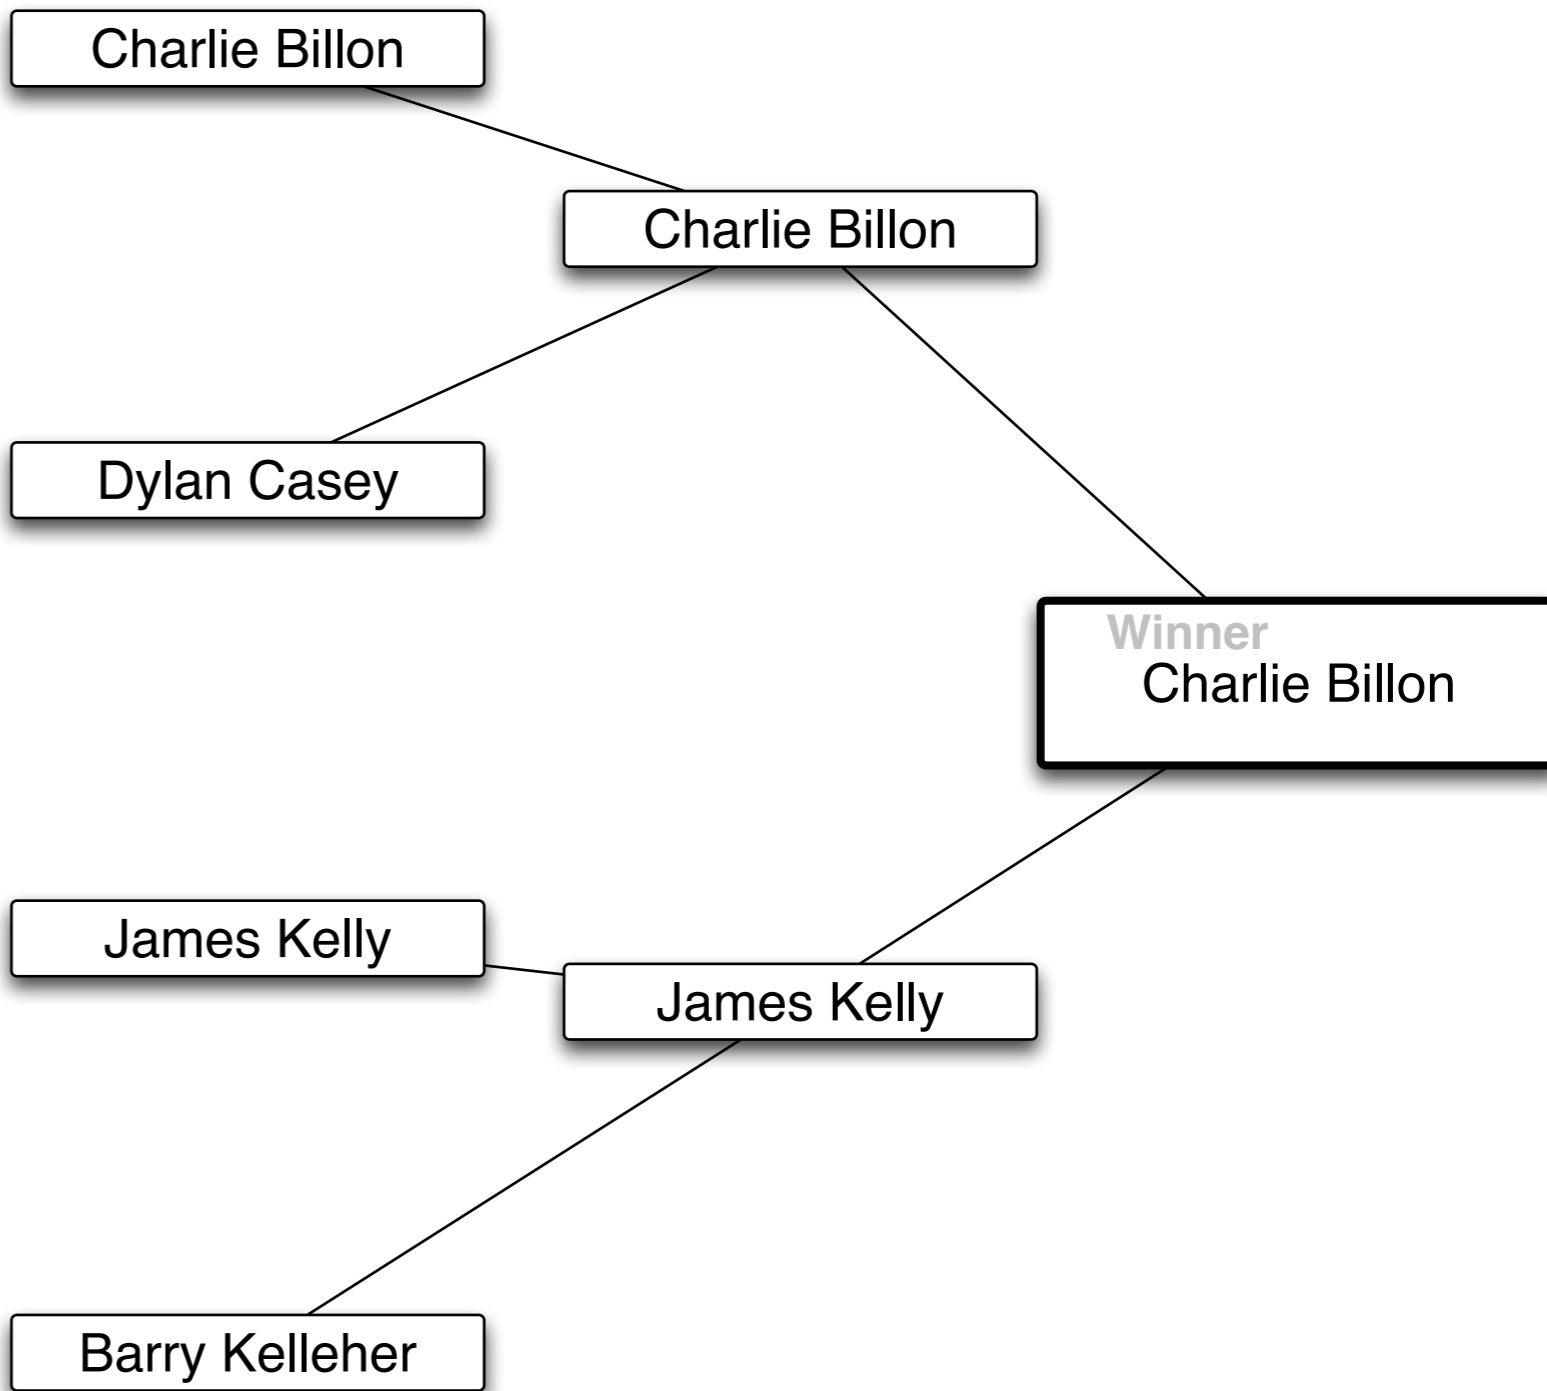 Charlie Billon
Charlie Billon
Dylan Casey
Winner
Charlie Billon
James Kelly
James Kelly
Barry Kelleher